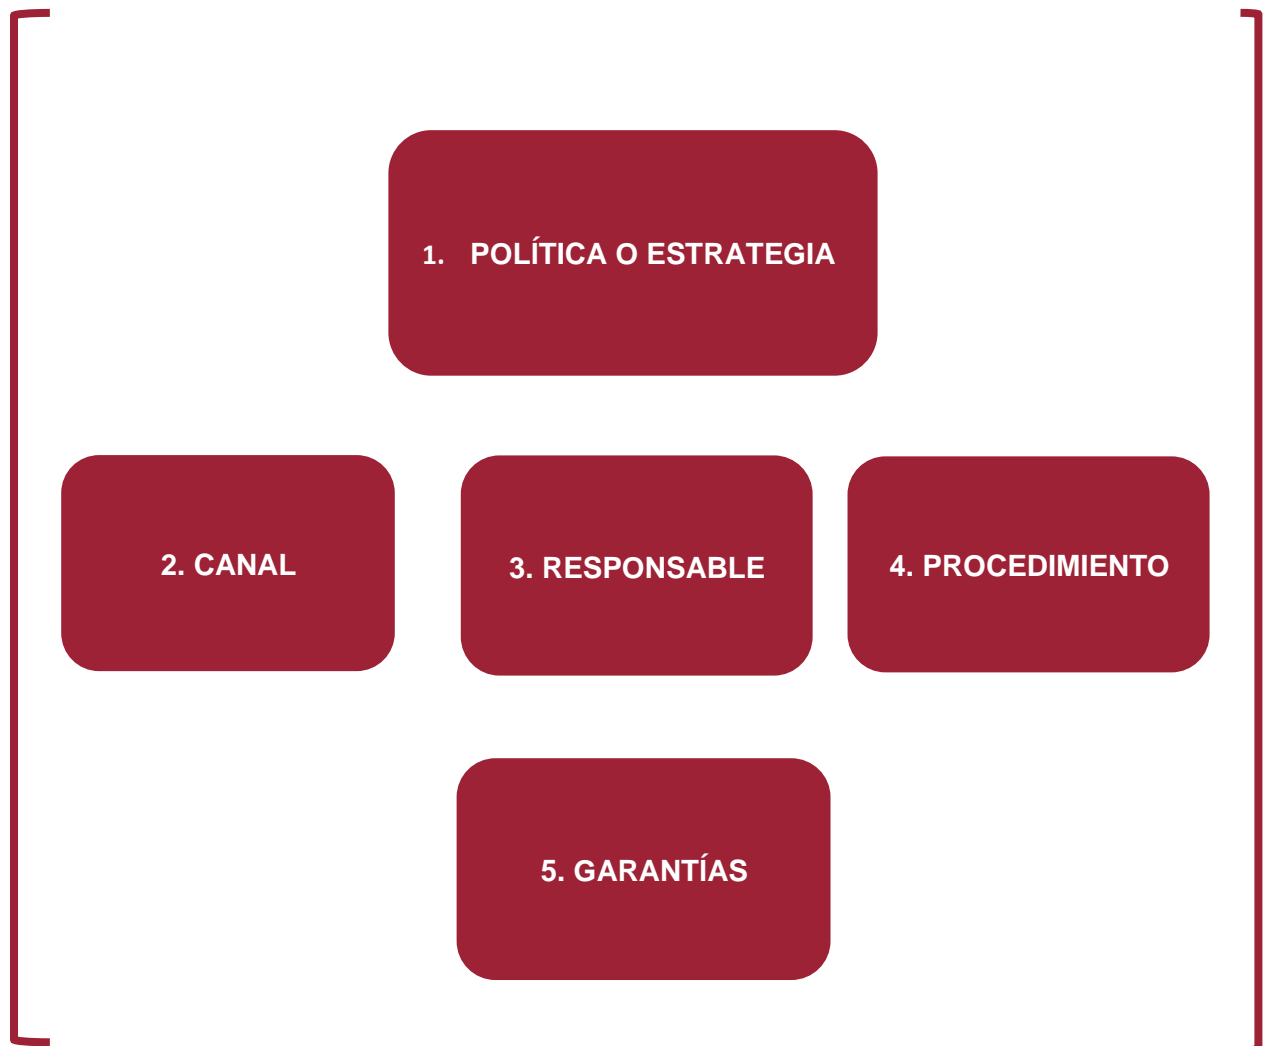 1. POLÍTICA O ESTRATEGIA
2. CANAL
3. RESPONSABLE
4. PROCEDIMIENTO
5. GARANTÍAS